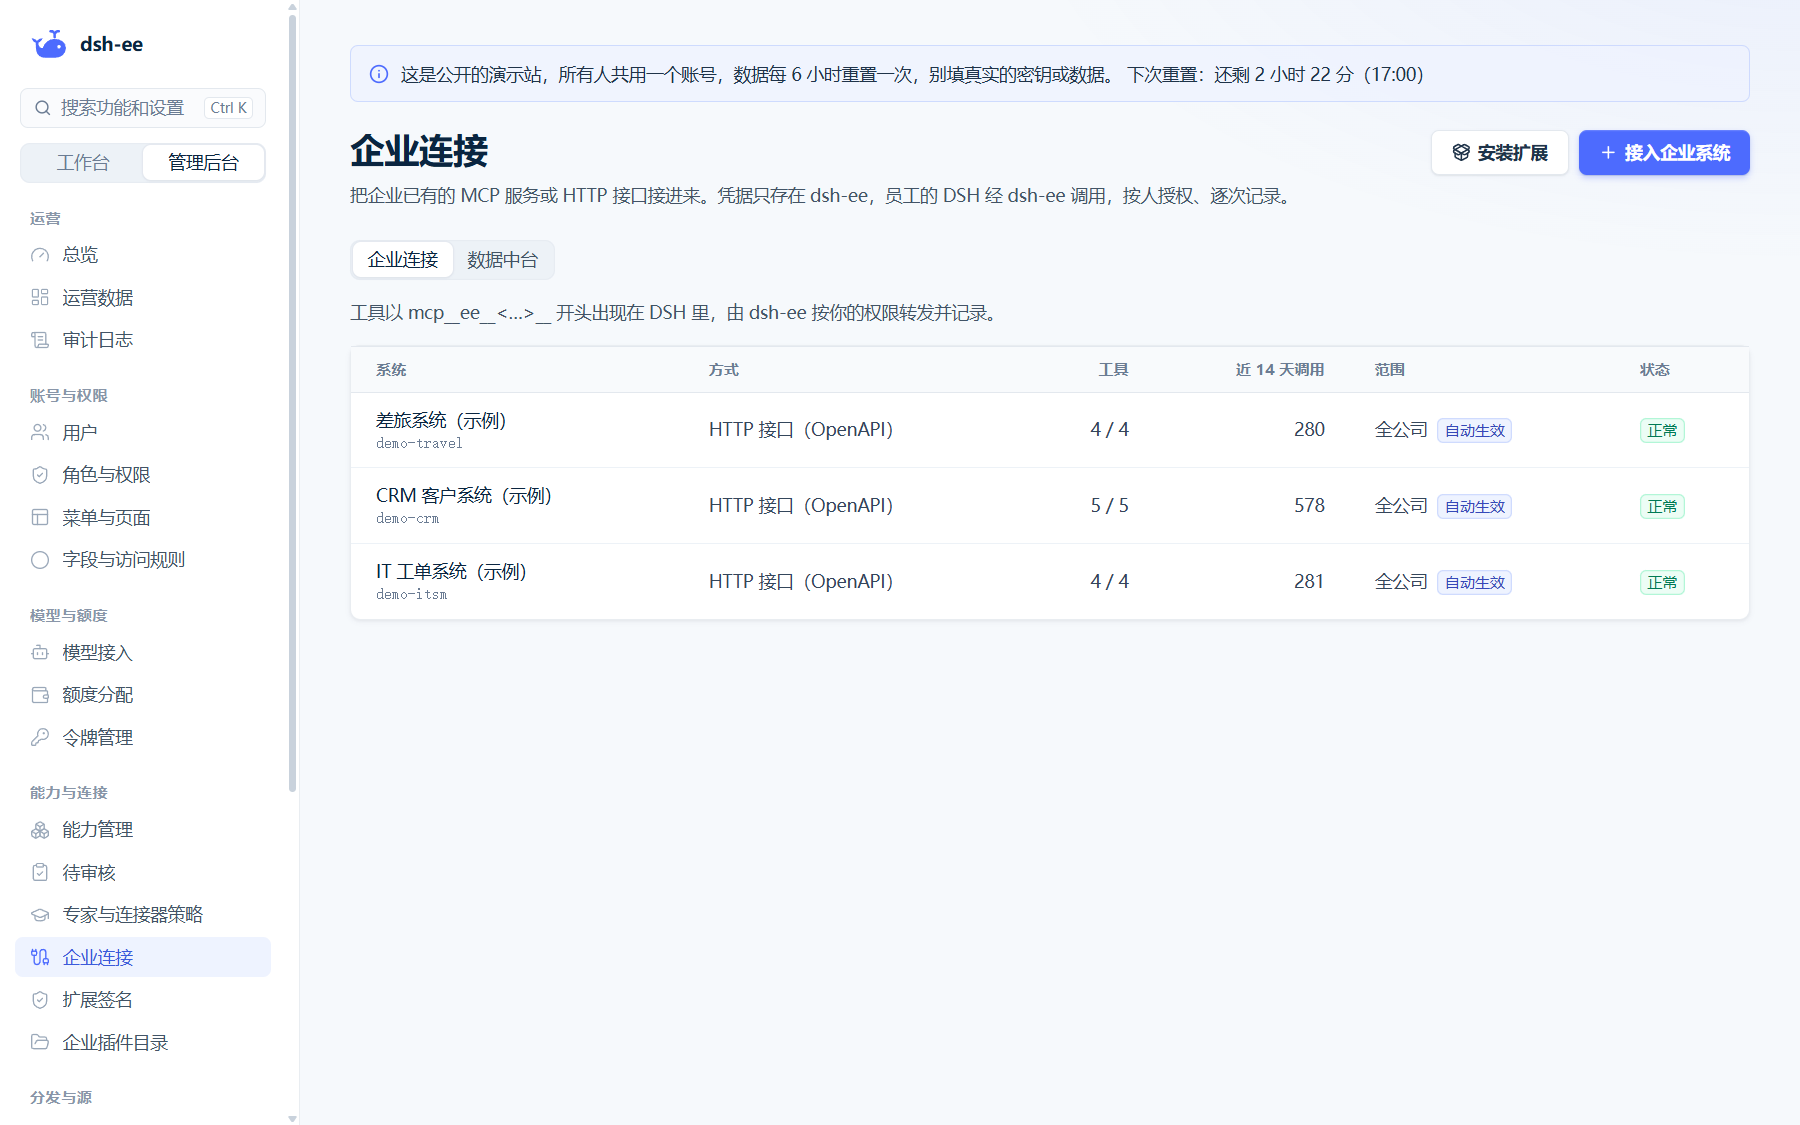 dsh-ee
搜索功能和设置 Ctrl K
工作台 管理后台
运营
总览
运营数据
审计日志
账号与权限
用户
角色与权限
菜单与页面
字段与访问规则
模型与额度
模型接入
额度分配
令牌管理
能力与连接
能力管理
待审核
专家与连接器策略
企业连接
扩展签名
企业插件目录
分发与源
这是公开的演示站，所有人共用一个账号，数据每 6 小时重置一次，别填真实的密钥或数据。 下次重置：还剩 2 小时 22 分（17:00）
企业连接
安装扩展
接入企业系统
把企业已有的 MCP 服务或 HTTP 接口接进来。凭据只存在 dsh-ee，员工的 DSH 经 dsh-ee 调用，按人授权、逐次记录。
企业连接 数据中台
工具以 mcp__ee__<...>__ 开头出现在 DSH 里，由 dsh-ee 按你的权限转发并记录。
系统 方式 工具 近 14 天调用 范围 状态
差旅系统（示例）
demo-travel
HTTP 接口（OpenAPI） 4 / 4 280 全公司 自动生效 正常
CRM 客户系统（示例）
demo-crm
HTTP 接口（OpenAPI） 5 / 5 578 全公司 自动生效 正常
IT 工单系统（示例）
demo-itsm
HTTP 接口（OpenAPI） 4 / 4 281 全公司 自动生效 正常